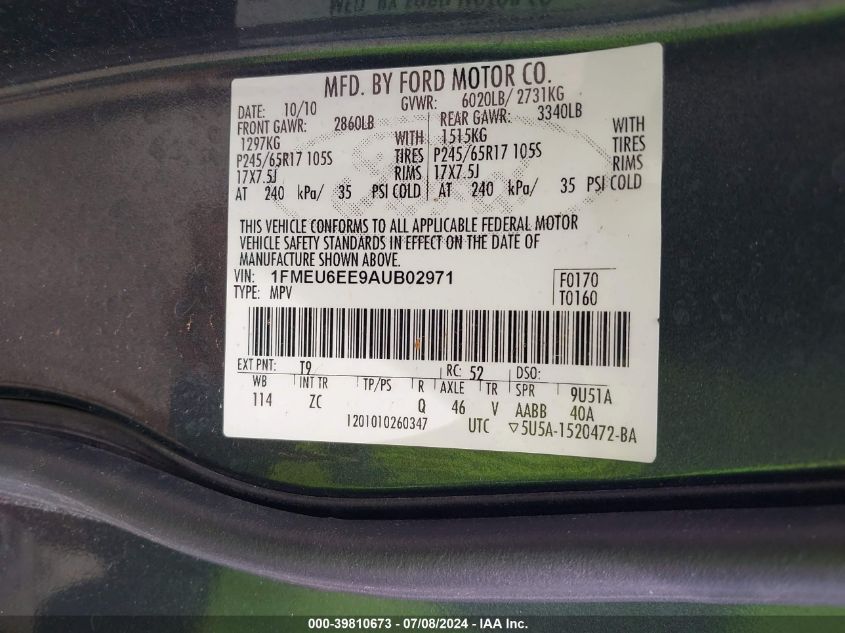 MFD. BY FORD MOTOR CO.
DATE: 10/10 GVWR: 6020LB/ 2731KG
FRONT GAWR: 2860LB REAR GAWR: 3340LB
1297KG WITH 1515KG WITH
P245/65R17 105S TIRES P245/65R17 105S TIRES
17X7.5J RIMS 17X7.5J RIMS
AT 240 kPa/ 35 PSI COLD AT 240 kPa/ 35 PSI COLD
THIS VEHICLE CONFORMS TO ALL APPLICABLE FEDERAL MOTOR
VEHICLE SAFETY STANDARDS IN EFFECT ON THE DATE OF
MANUFACTURE SHOWN ABOVE.
VIN: 1FMEU6EE9AUB02971 F0170
TYPE: MPV T0160
EXT PNT: T9 RC: 52 DSO:
WB INT TR TP/PS R AXLE TR SPR 9U51A
114 ZC Q 46 V AABB 40A
1201010260347 UTC ▽5U5A-1520472-BA
000-39810673 - 07/08/2024 - IAA Inc.